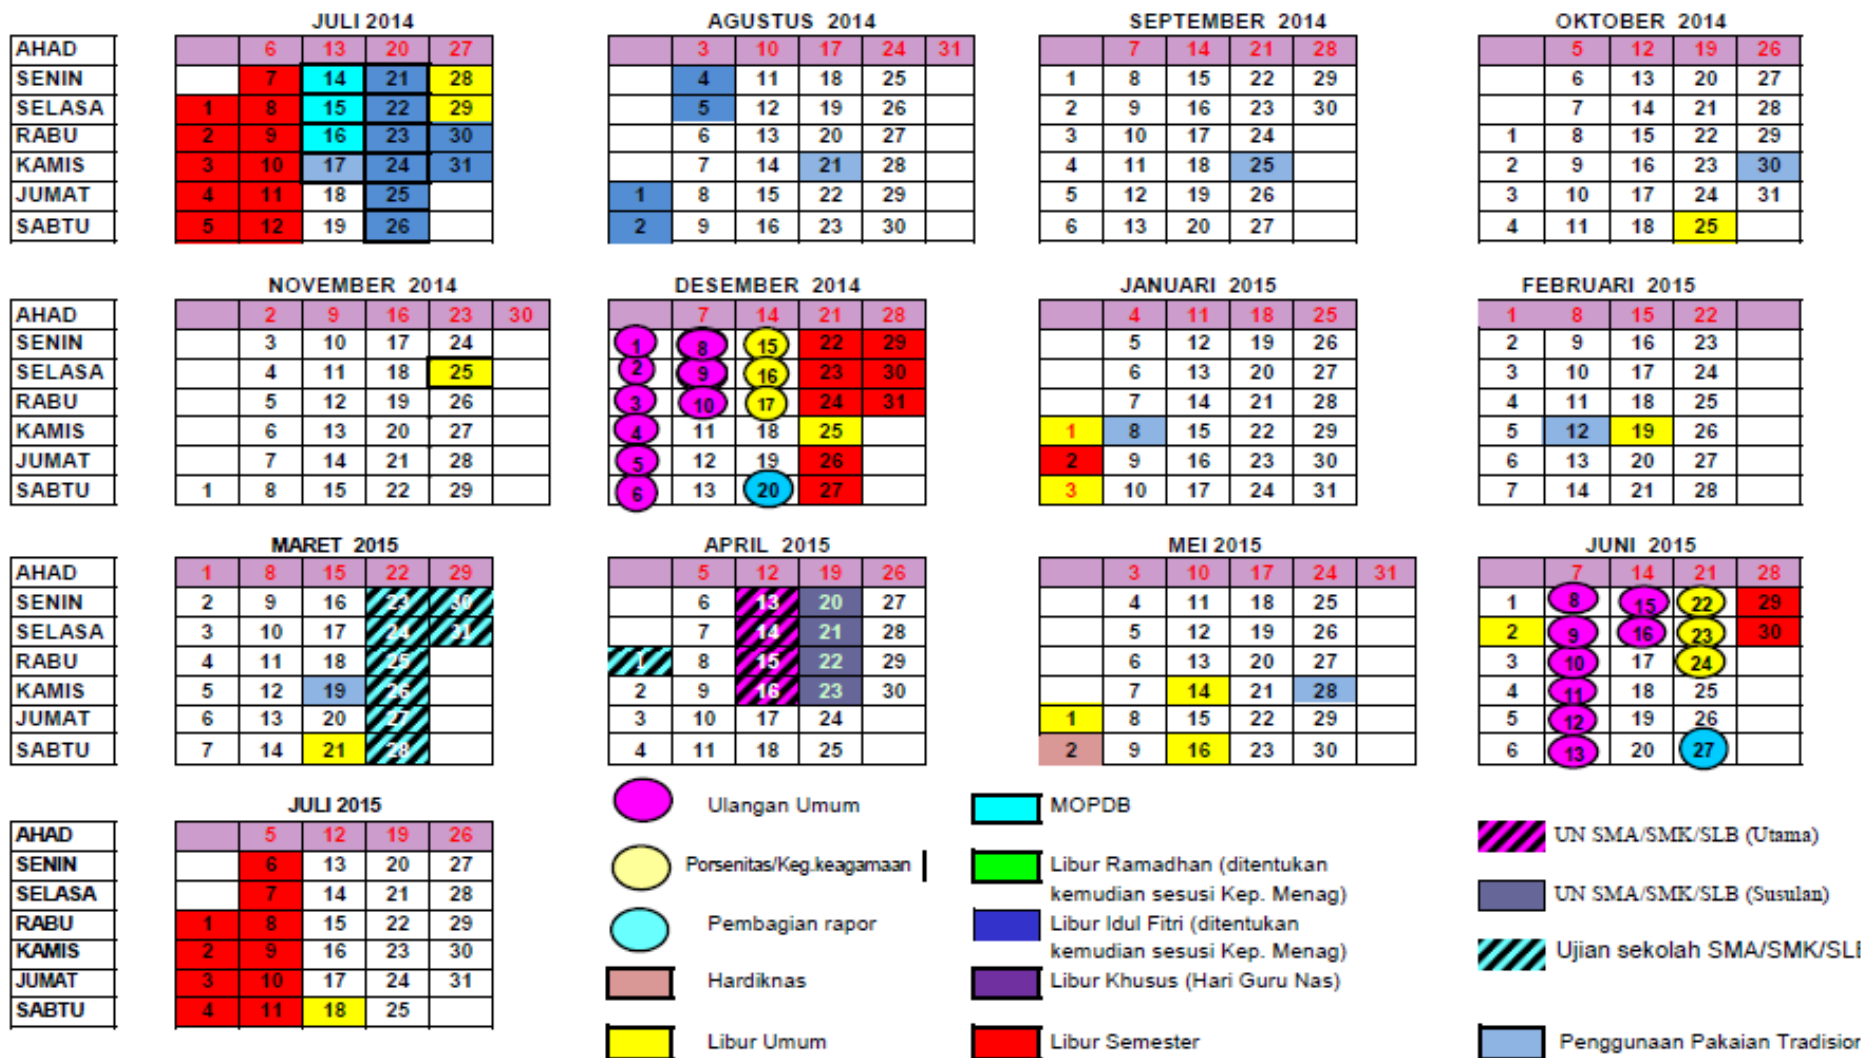 JULI 2014 AGUSTUS 2014 SEPTEMBER 2014 OKTOBER 2014
AHAD 6 13 20 27 3 10 17 24 31 7 14 21 28 5 12 19 26
SENIN 7 14 21 28 4 11 18 25 1 8 15 22 29 6 13 20 27
SELASA 1 8 15 22 29 5 12 19 26 2 9 16 23 30 7 14 21 28
RABU 2 9 16 23 30 6 13 20 27 3 10 17 24 1 8 15 22 29
KAMIS 3 10 17 24 31 7 14 21 28 4 11 18 25 2 9 16 23 30
JUMAT 4 11 18 25 1 8 15 22 29 5 12 19 26 3 10 17 24 31
SABTU 5 12 19 26 2 9 16 23 30 6 13 20 27 4 11 18 25
NOVEMBER 2014 DESEMBER 2014 JANUARI 2015 FEBRUARI 2015
AHAD 2 9 16 23 30 7 14 21 28 4 11 18 25 1 8 15 22
SENIN 3 10 17 24 1 8 15 22 29 5 12 19 26 2 9 16 23
SELASA 4 11 18 25 2 9 16 23 30 6 13 20 27 3 10 17 24
RABU 5 12 19 26 3 10 17 24 31 7 14 21 28 4 11 18 25
KAMIS 6 13 20 27 4 11 18 25 1 8 15 22 29 5 12 19 26
JUMAT 7 14 21 28 5 12 19 26 2 9 16 23 30 6 13 20 27
SABTU 1 8 15 22 29 6 13 20 27 3 10 17 24 31 7 14 21 28
MARET 2015 APRIL 2015 MEI 2015 JUNI 2015
AHAD 1 8 15 22 29 5 12 19 26 3 10 17 24 31 7 14 21 28
SENIN 2 9 16 23 30 6 13 20 27 4 11 18 25 1 8 15 22 29
SELASA 3 10 17 24 31 7 14 21 28 5 12 19 26 2 9 16 23 30
RABU 4 11 18 25 1 8 15 22 29 6 13 20 27 3 10 17 24
KAMIS 5 12 19 26 2 9 16 23 30 7 14 21 28 4 11 18 25
JUMAT 6 13 20 27 3 10 17 24 1 8 15 22 29 5 12 19 26
SABTU 7 14 21 28 4 11 18 25 2 9 16 23 30 6 13 20 27
JULI 2015
AHAD 5 12 19 26
SENIN 6 13 20 27
SELASA 7 14 21 28
RABU 1 8 15 22 29
KAMIS 2 9 16 23 30
JUMAT 3 10 17 24 31
SABTU 4 11 18 25
Ulangan Umum
Porsenitas/Keg.keagamaan
Pembagian rapor
Hardiknas
Libur Umum
MOPDB
Libur Ramadhan (ditentukan
kemudian sesusi Kep. Menag)
Libur Idul Fitri (ditentukan
kemudian sesusi Kep. Menag)
Libur Khusus (Hari Guru Nas)
Libur Semester
UN SMA/SMK/SLB (Utama)
UN SMA/SMK/SLB (Susulan)
Ujian sekolah SMA/SMK/SLB
Penggunaan Pakaian Tradision